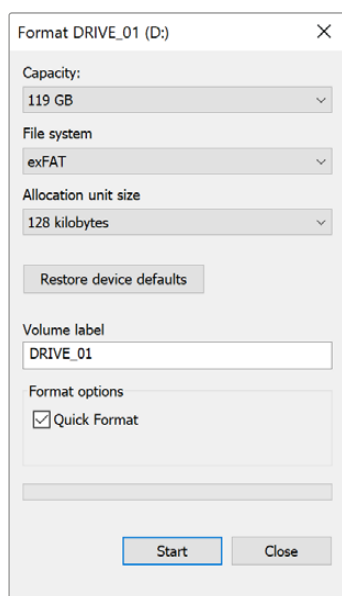 Format DRIVE_01 (D:)
Capacity:
119 GB
File system
exFAT
Allocation unit size
128 kilobytes
Restore device defaults
Volume label
DRIVE_01
Format options
Quick Format
Start Close